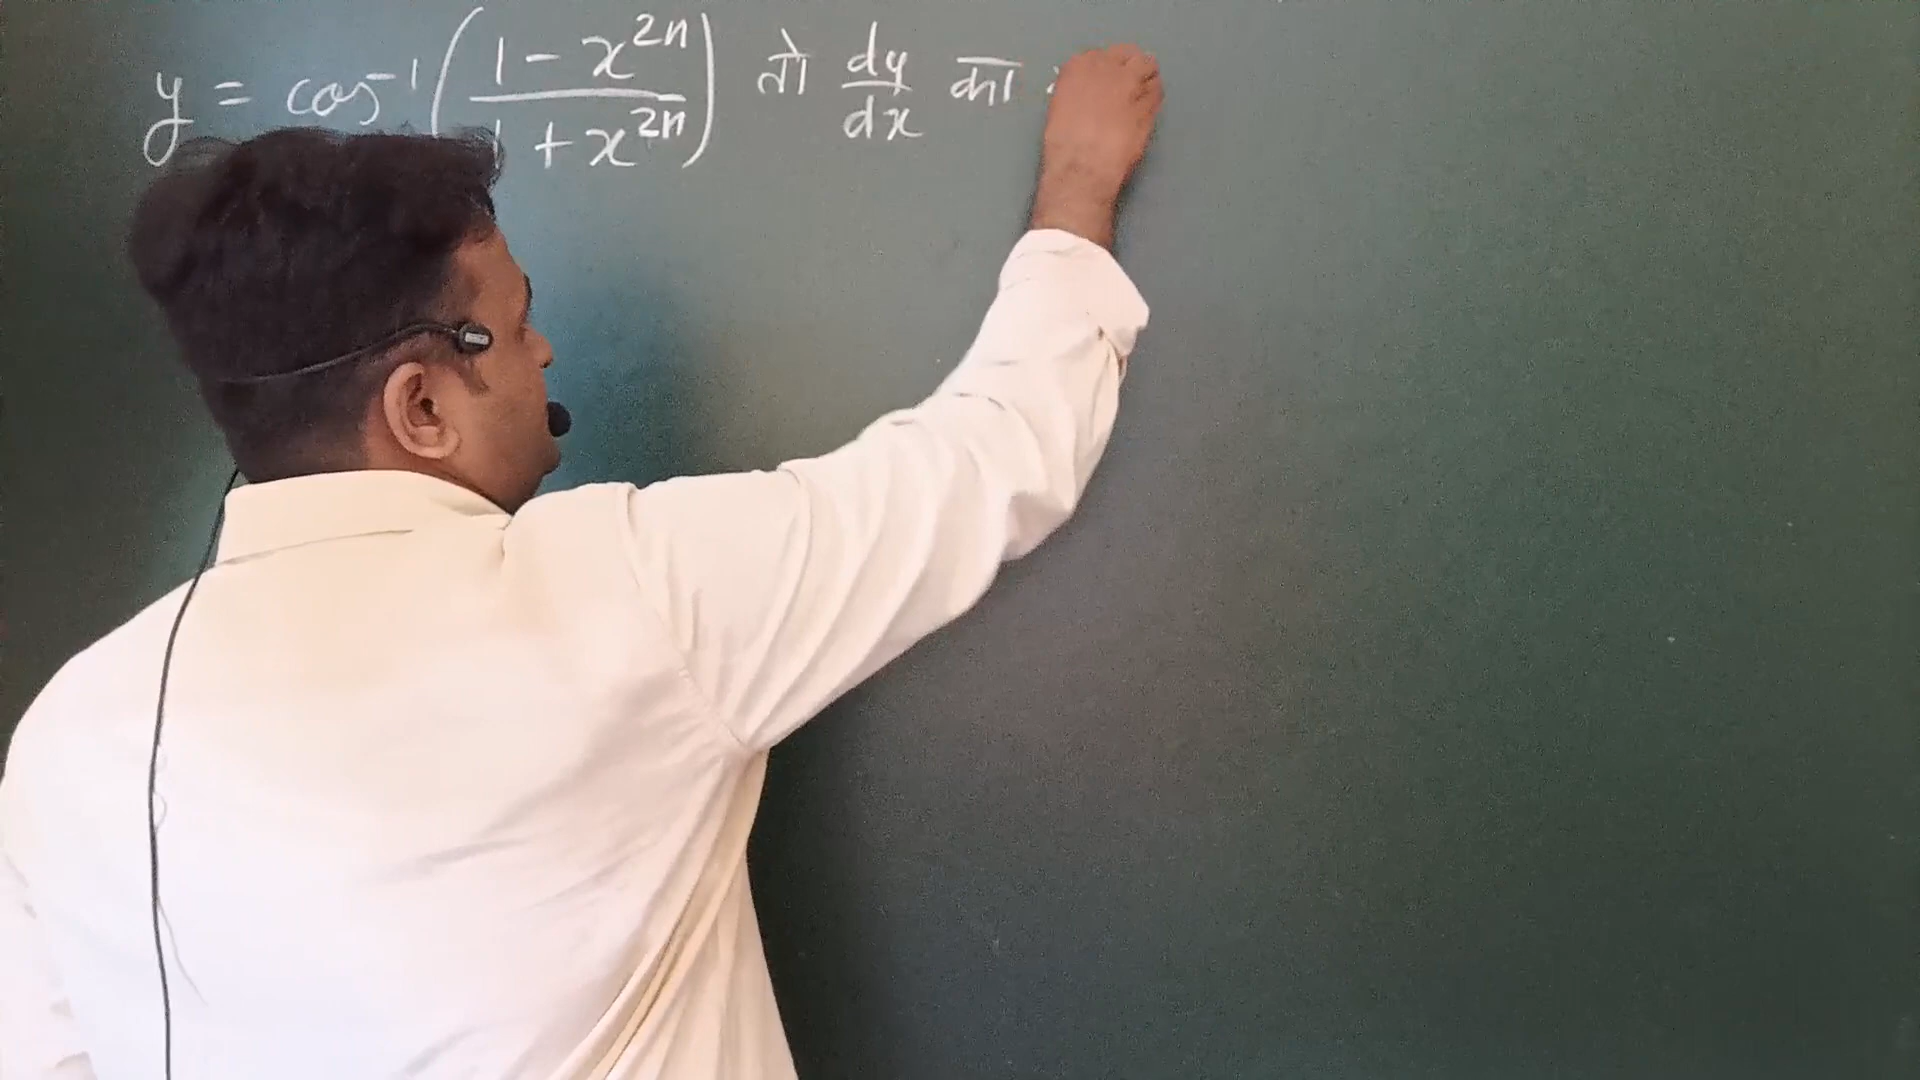 y = cos⁻¹((1 - x²ⁿ)/(1 + x²ⁿ)) तो dy/dx का